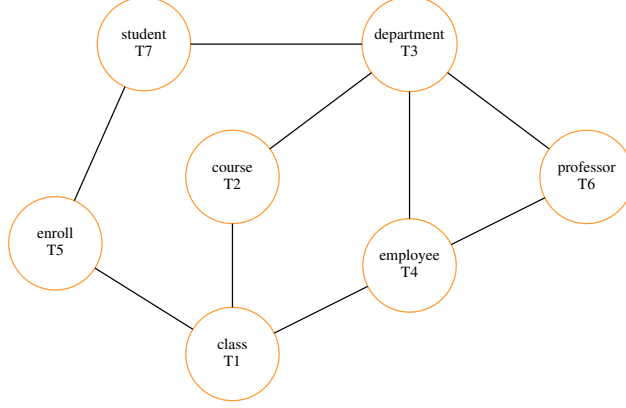 student
T7
department
T3
course
T2
professor
T6
enroll
T5
employee
T4
class
T1